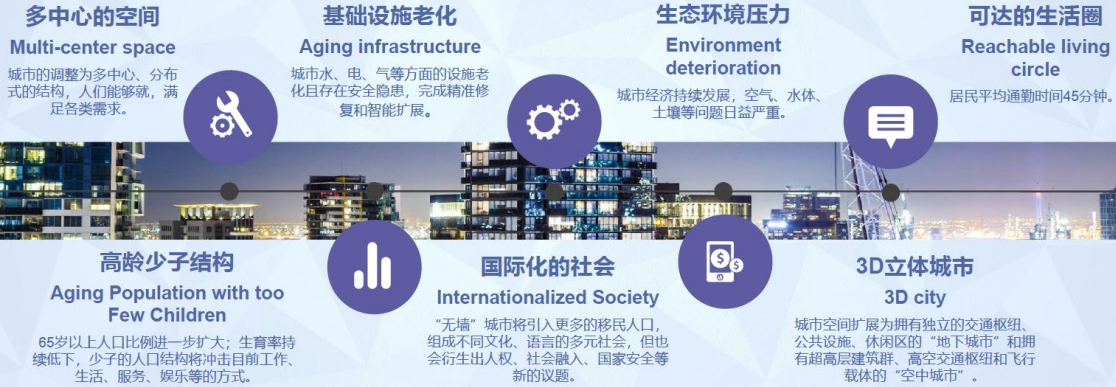 多中心的空间
Multi-center space
城市的调整为多中心、分布
式的结构，人们能够就，满
足各类需求。
基础设施老化
Aging infrastructure
城市水、电、气等方面的设施老
化且存在安全隐患，完成精准修
复和智能扩展。
生态环境压力
Environment
deterioration
城市经济持续发展，空气、水体、
土壤等问题日益严重。
可达的生活圈
Reachable living
circle
居民平均通勤时间45分钟。
高龄少子结构
Aging Population with too
Few Children
65岁以上人口比例进一步扩大；生育率持
续低下，少子的人口结构将冲击目前工作、
生活、服务、娱乐等的方式。
国际化的社会
Internationalized Society
“无墙”城市将引入更多的移民人口，
组成不同文化、语言的多元社会，但也
会衍生出人权、社会融入、国家安全等
新的议题。
3D立体城市
3D city
城市空间扩展为拥有独立的交通枢纽、
公共设施、休闲区的“地下城市”和拥
有超高层建筑群、高空交通枢纽和飞行
载体的“空中城市”。